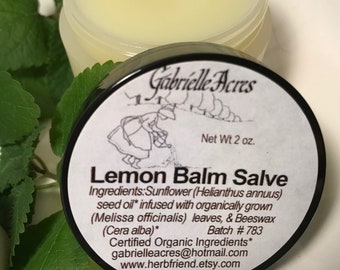 Gabriëlle Acres
Net Wt 2 oz.
Lemon Balm Salve
Ingredients:Sunflower (Helianthus annuus)
seed oil* infused with organically grown
(Melissa officinalis) leaves, & Beeswax
(Cera alba)* Batch # 783
Certified Organic Ingredients*
gabrielleacres@hotmail.com
www.herbfriend.etsy.com